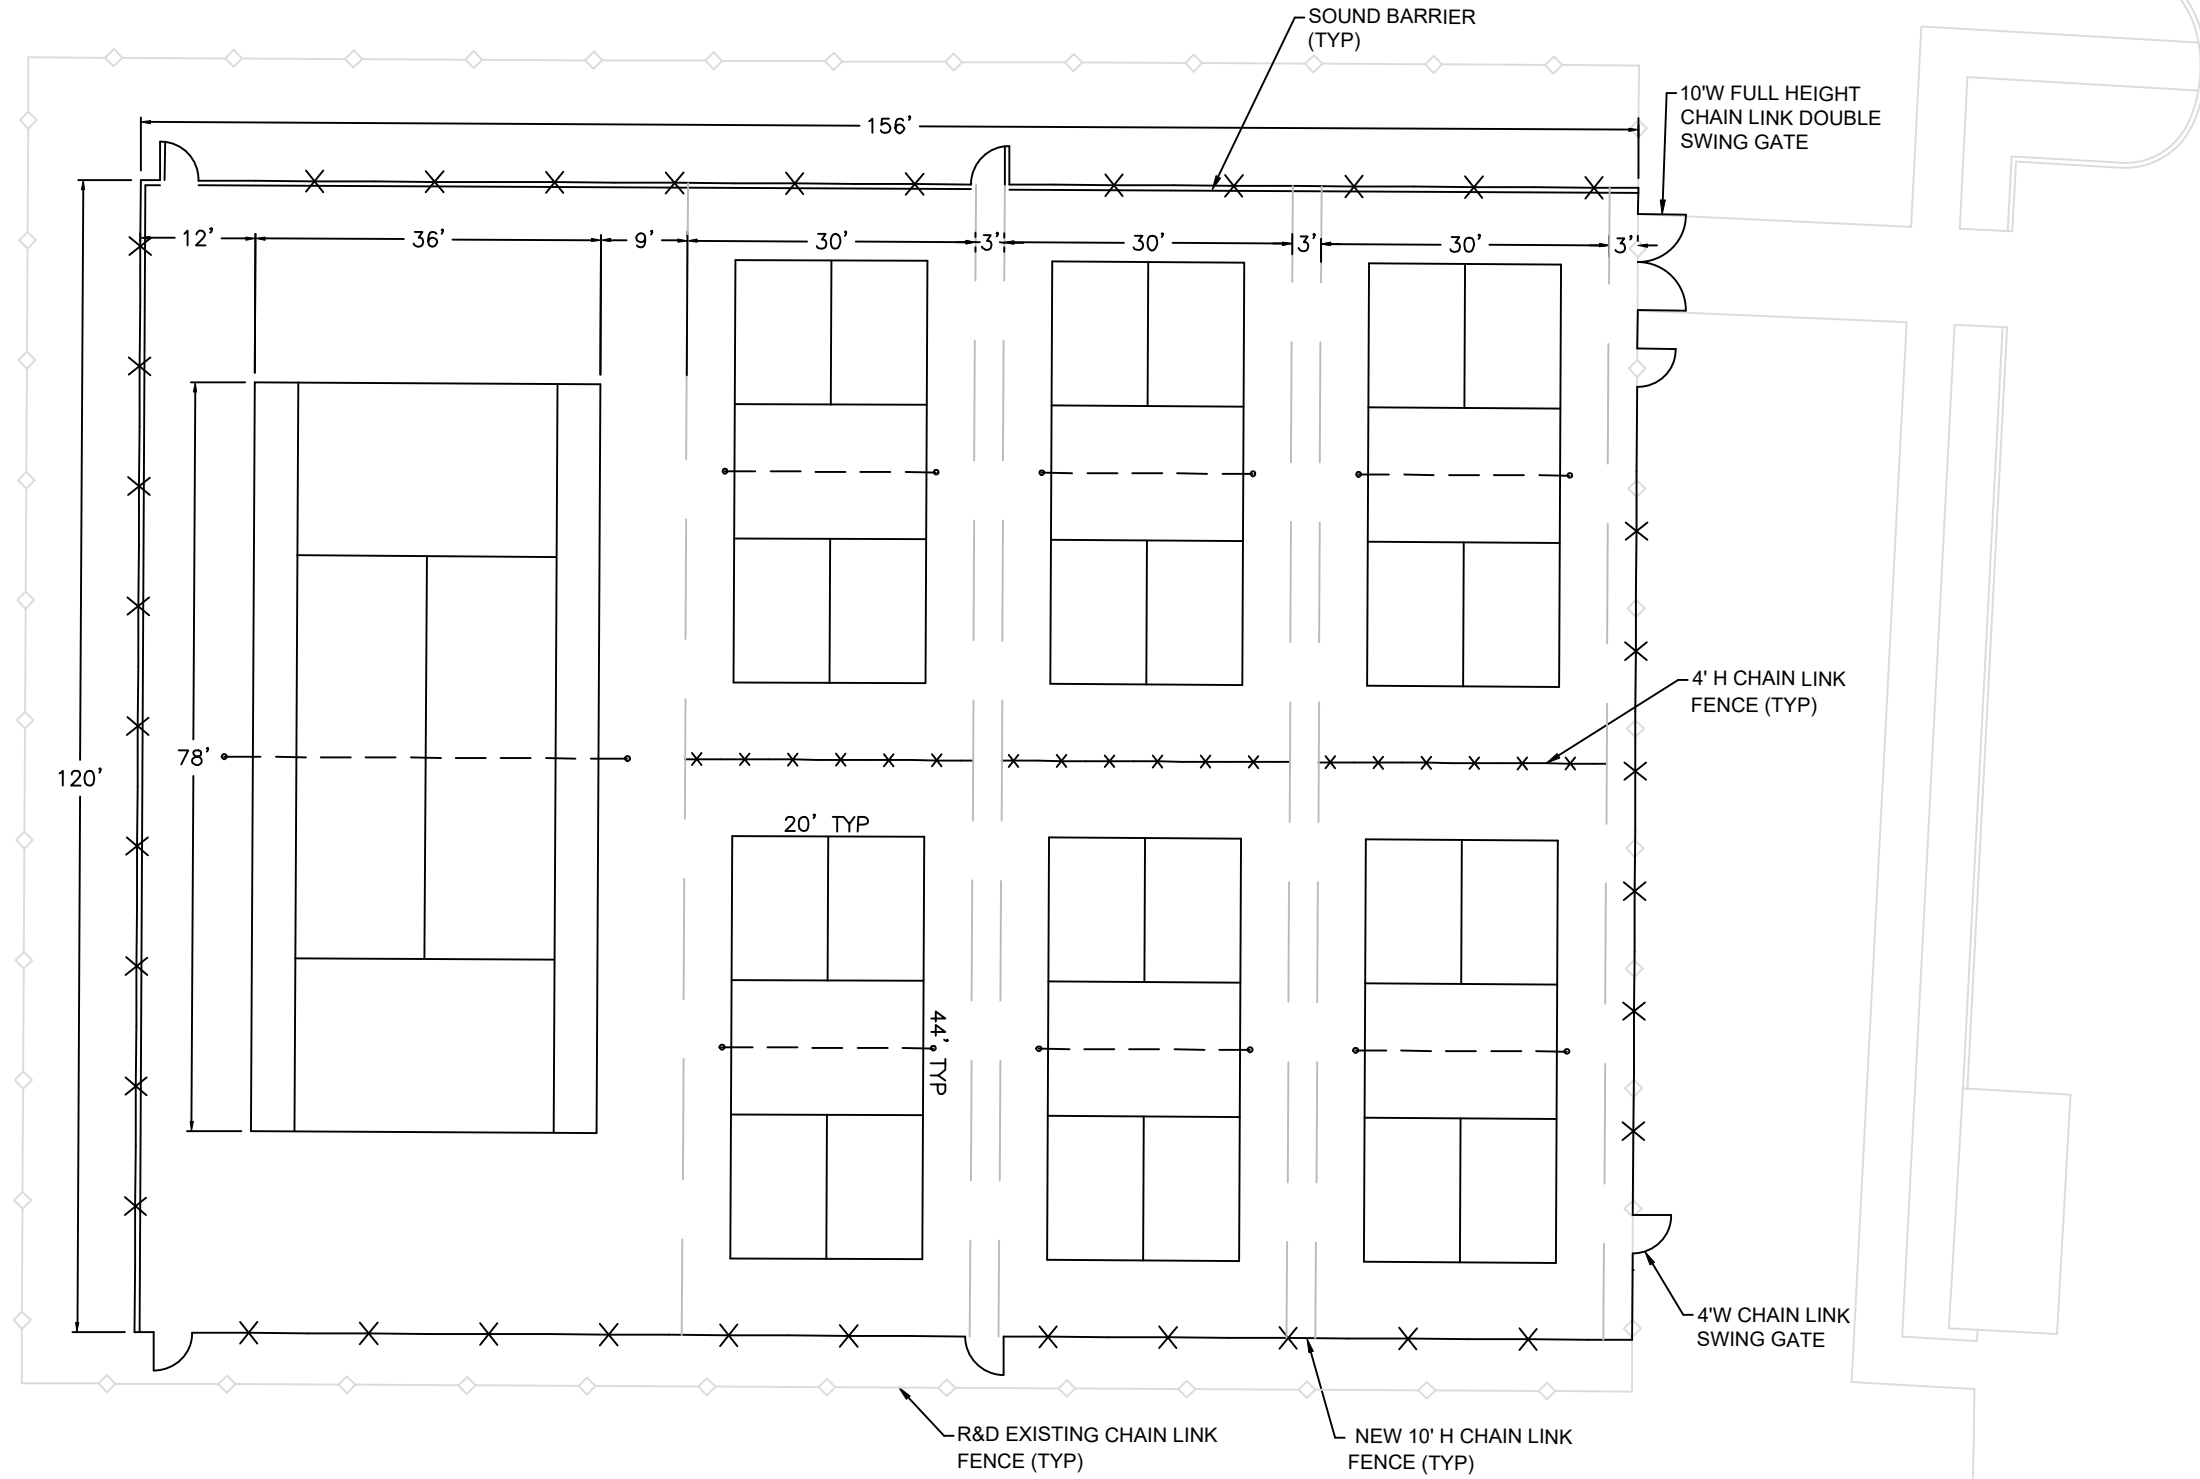 SOUND BARRIER
(TYP)
10'W FULL HEIGHT
CHAIN LINK DOUBLE
SWING GATE
156'
12' 36' 9' 30' 3' 30' 3' 30' 3'
4' H CHAIN LINK
FENCE (TYP)
78'
120'
20' TYP
44' TYP
4'W CHAIN LINK
SWING GATE
R&D EXISTING CHAIN LINK
FENCE (TYP)
NEW 10' H CHAIN LINK
FENCE (TYP)